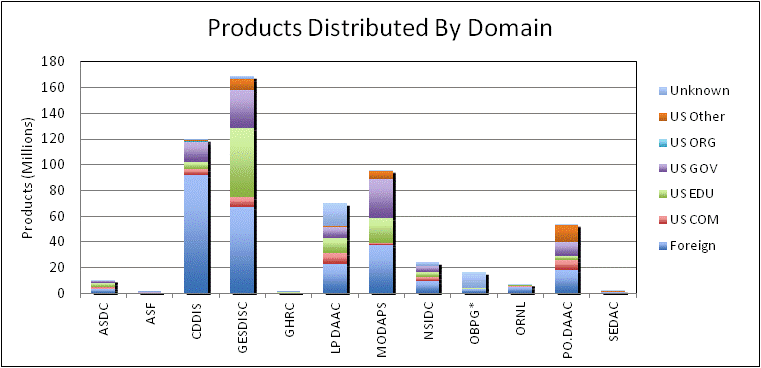 Products Distributed By Domain
Products (Millions)
180
160
140
120
100
80
60
40
20
0
ASDC
ASF
CDDIS
GESDISC
GHRC
LP DAAC
MODAPS
NSIDC
OBPG *
ORNL
PO.DAAC
SEDAC
Unknown
US Other
US ORG
US GOV
US EDU
US COM
Foreign